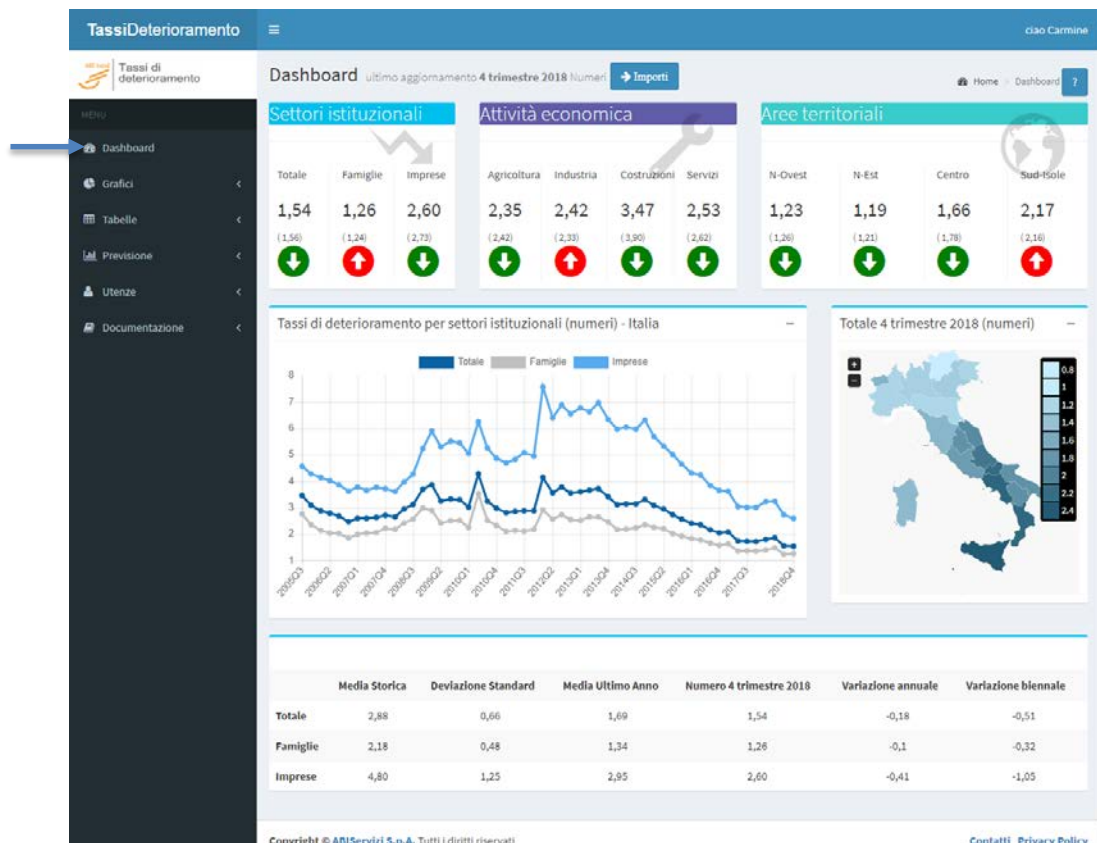 TassiDeterioramento
ciao Carmine
Tassi di
deterioramento
Dashboard ultimo aggiornamento 4 trimestre 2018 Numeri Importi
Home > Dashboard ?
MENU
Dashboard
Grafici
Tabelle
Previsione
Utenze
Documentazione
Settori istituzionali
Totale Famiglie Imprese
1,54 1,26 2,60
(1,56) (1,24) (2,73)
Attività economica
Agricoltura Industria Costruzioni Servizi
2,35 2,42 3,47 2,53
(2,42) (2,33) (3,90) (2,62)
Aree territoriali
N-Ovest N-Est Centro Sud-Isole
1,23 1,19 1,66 2,17
(1,26) (1,21) (1,78) (2,16)
Tassi di deterioramento per settori istituzionali (numeri) - Italia −
Totale Famiglie Imprese
8
7
6
5
4
3
2
1
2005Q3 2006Q2 2007Q1 2007Q4 2008Q3 2009Q2 2010Q1 2010Q4 2011Q3 2012Q2 2013Q1 2013Q4 2014Q3 2015Q2 2016Q1 2016Q4 2017Q3 2018Q4
Totale 4 trimestre 2018 (numeri) −
+
−
0.8
1
1.2
1.4
1.6
1.8
2
2.2
2.4
Media Storica Deviazione Standard Media Ultimo Anno Numero 4 trimestre 2018 Variazione annuale Variazione biennale
Totale 2,88 0,66 1,69 1,54 -0,18 -0,51
Famiglie 2,18 0,48 1,34 1,26 -0,1 -0,32
Imprese 4,80 1,25 2,95 2,60 -0,41 -1,05
Copyright © ABIServizi S.p.A. Tutti i diritti riservati
Contatti Privacy Policy